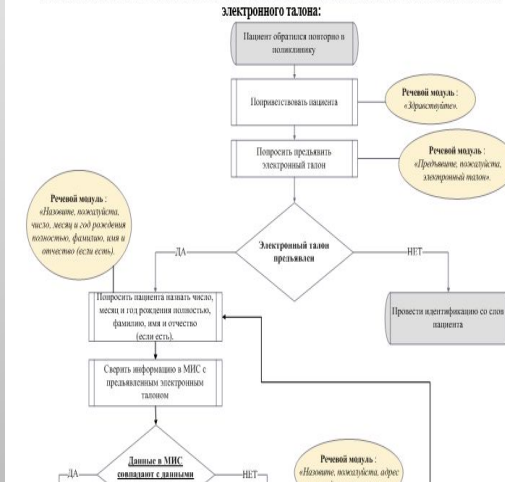 электронного талона:
Пациент обратился повторно в
поликлинику
Поприветствовать пациента
Речевой модуль :
«Здравствуйте».
Попросить предъявить
электронный талон
Речевой модуль :
«Предъявите, пожалуйста,
электронный талон».
Речевой модуль :
«Назовите, пожалуйста,
число, месяц и год рождения
полностью, фамилию, имя и
отчество (если есть).
Электронный талон
предъявлен
ДА
НЕТ
Попросить пациента назвать число,
месяц и год рождения полностью,
фамилию, имя и отчество
(если есть).
Провести идентификацию со слов
пациента
Сверить информацию в МИС с
предъявленным электронным
талоном
Данные в МИС
совпадают с данными
ДА
НЕТ
Речевой модуль :
«Назовите, пожалуйста, адрес